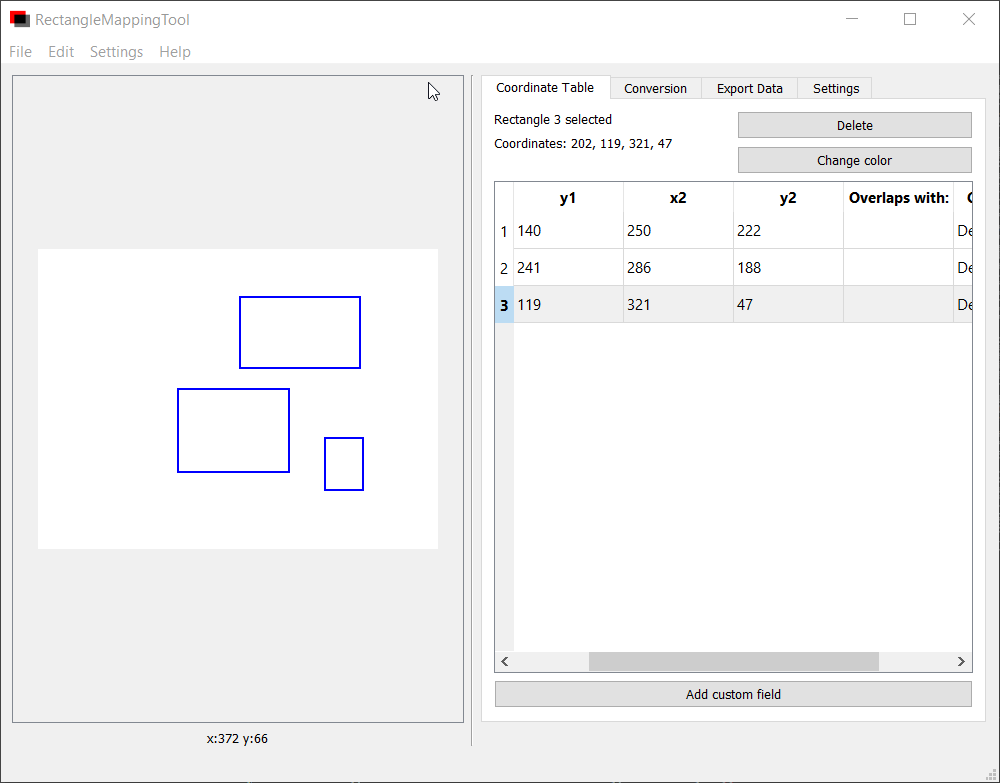 RectangleMappingTool
File Edit Settings Help
Coordinate Table Conversion Export Data Settings
Rectangle 3 selected
Delete
Coordinates: 202, 119, 321, 47
Change color
y1 x2 y2 Overlaps with:
1 140 250 222 De
2 241 286 188 De
3 119 321 47 De
Add custom field
x:372 y:66